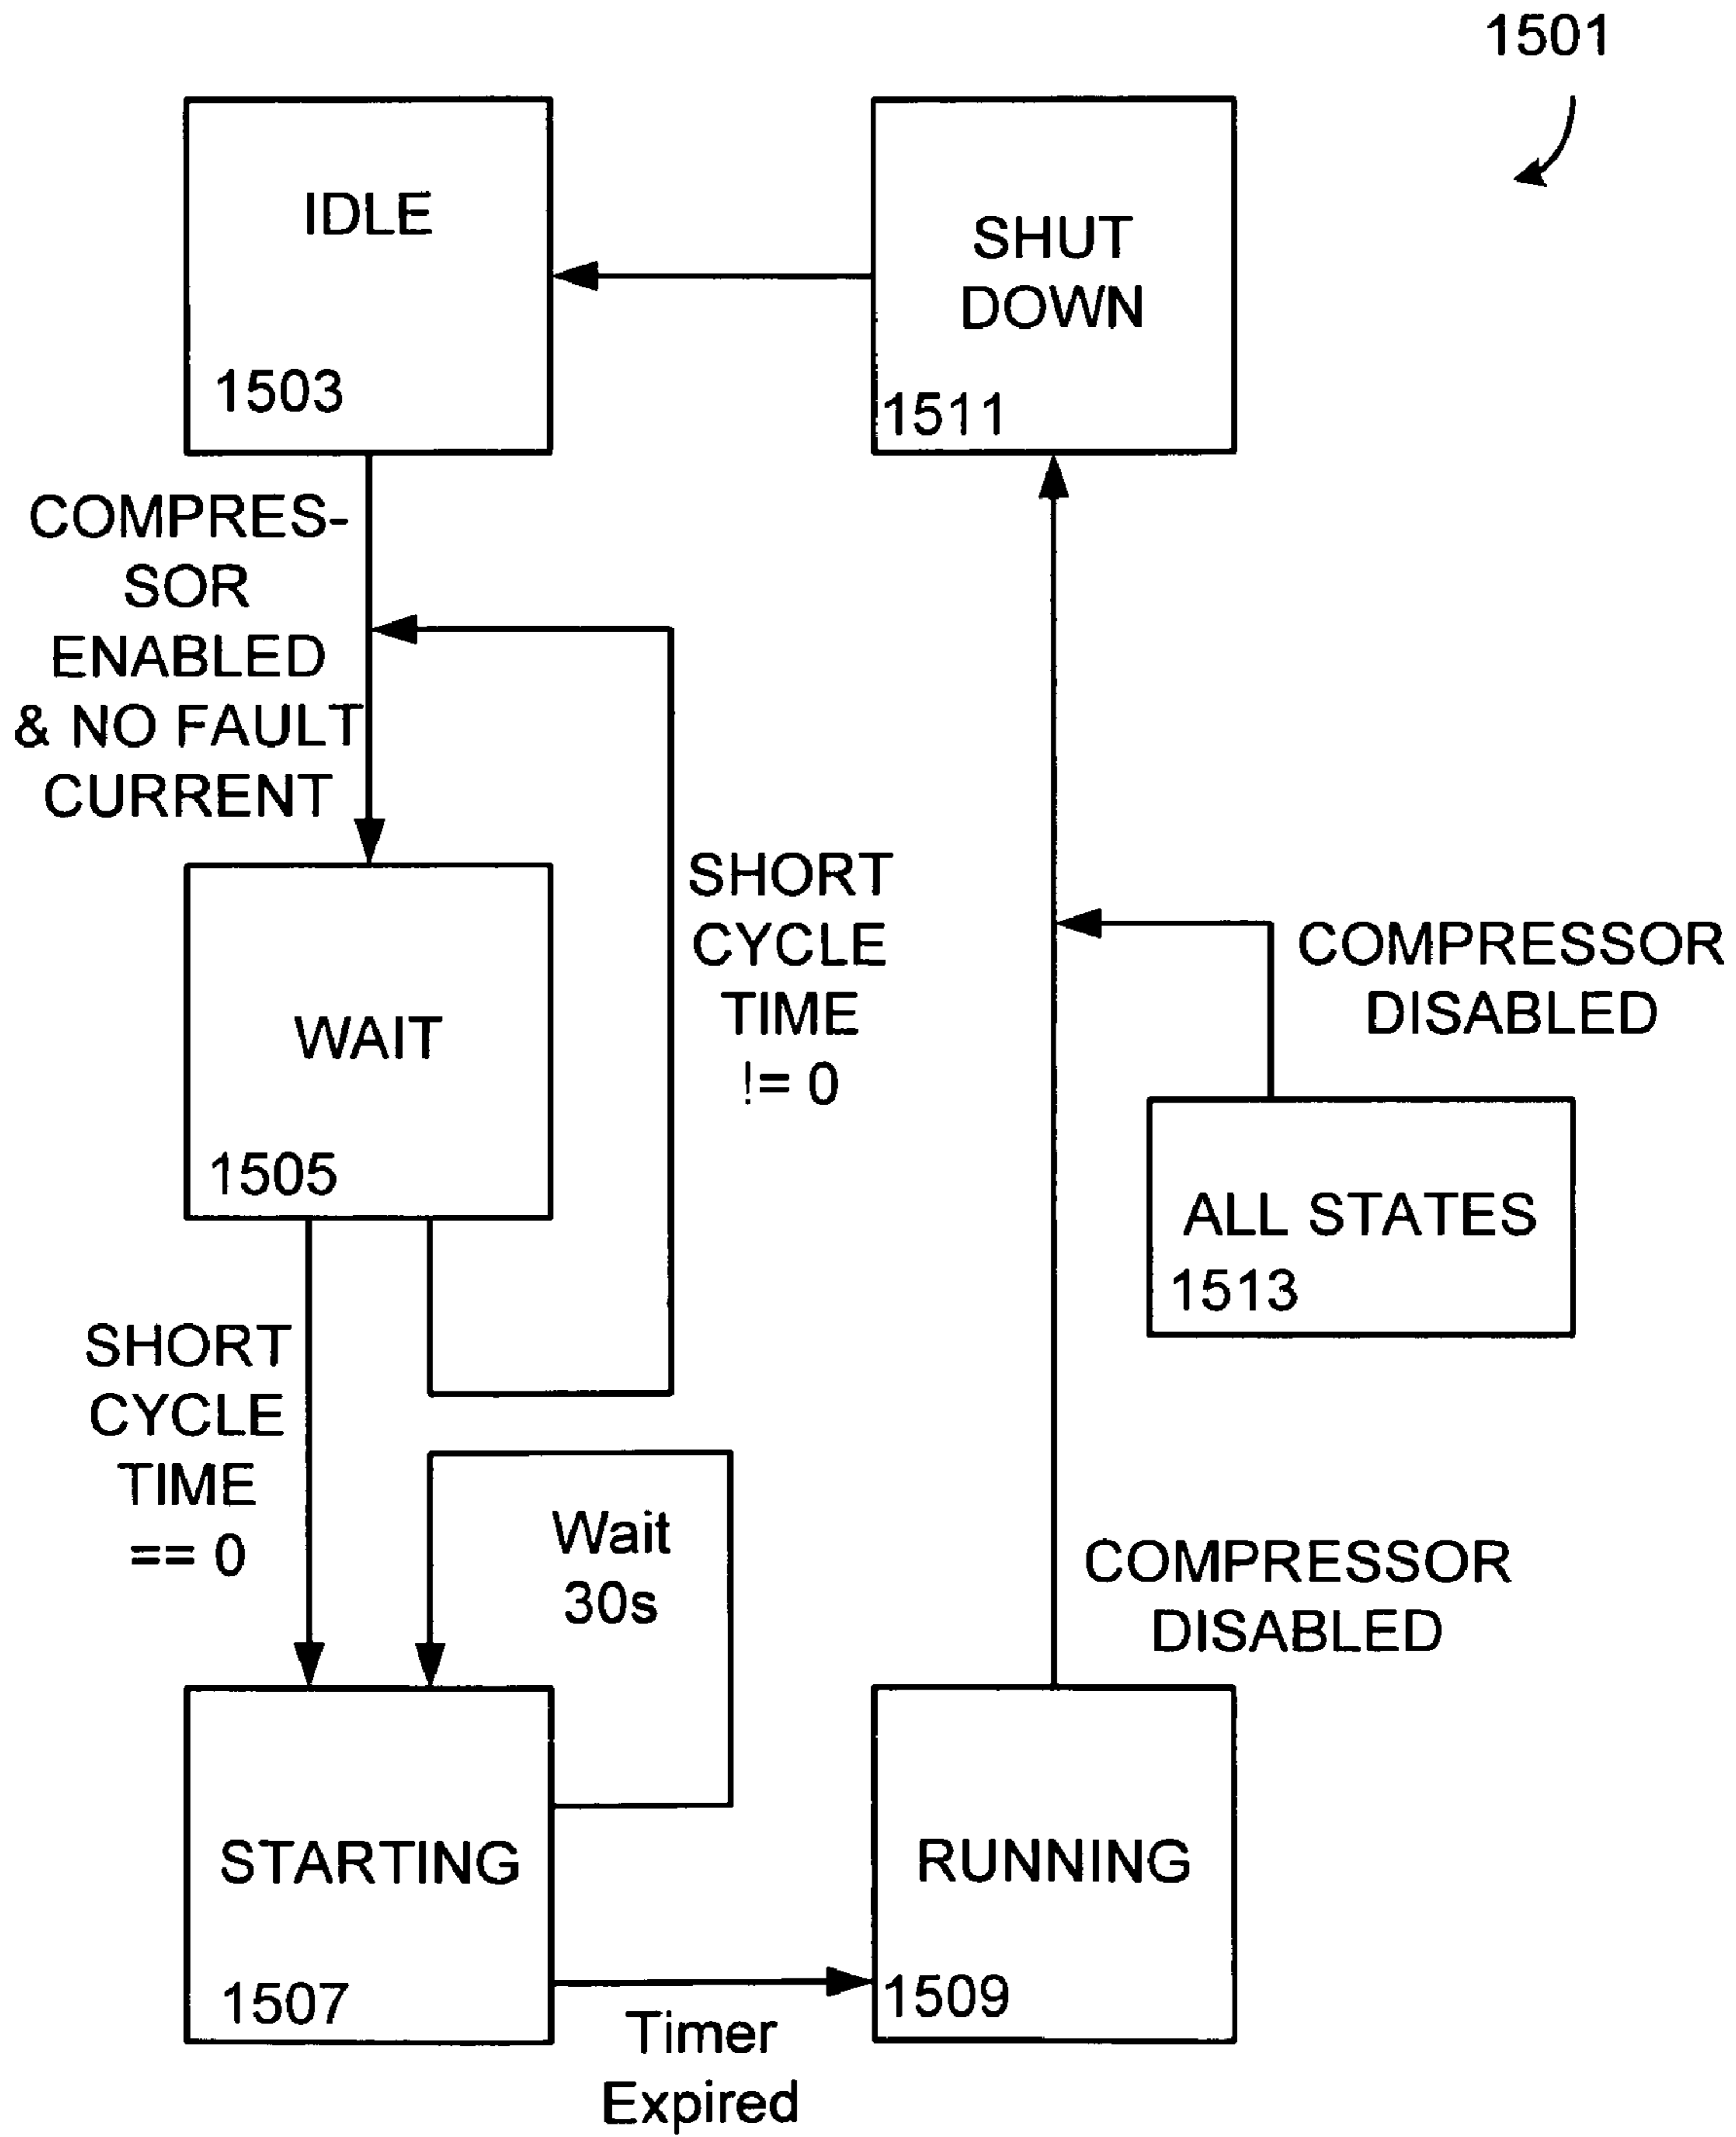 1501
IDLE
1503
SHUT
DOWN
1511
COMPRES-
SOR
ENABLED
& NO FAULT
CURRENT
SHORT
CYCLE
TIME
!= 0
WAIT
1505
COMPRESSOR
DISABLED
ALL STATES
1513
SHORT
CYCLE
TIME
== 0
Wait
30s
COMPRESSOR
DISABLED
STARTING
1507
RUNNING
1509
Timer
Expired